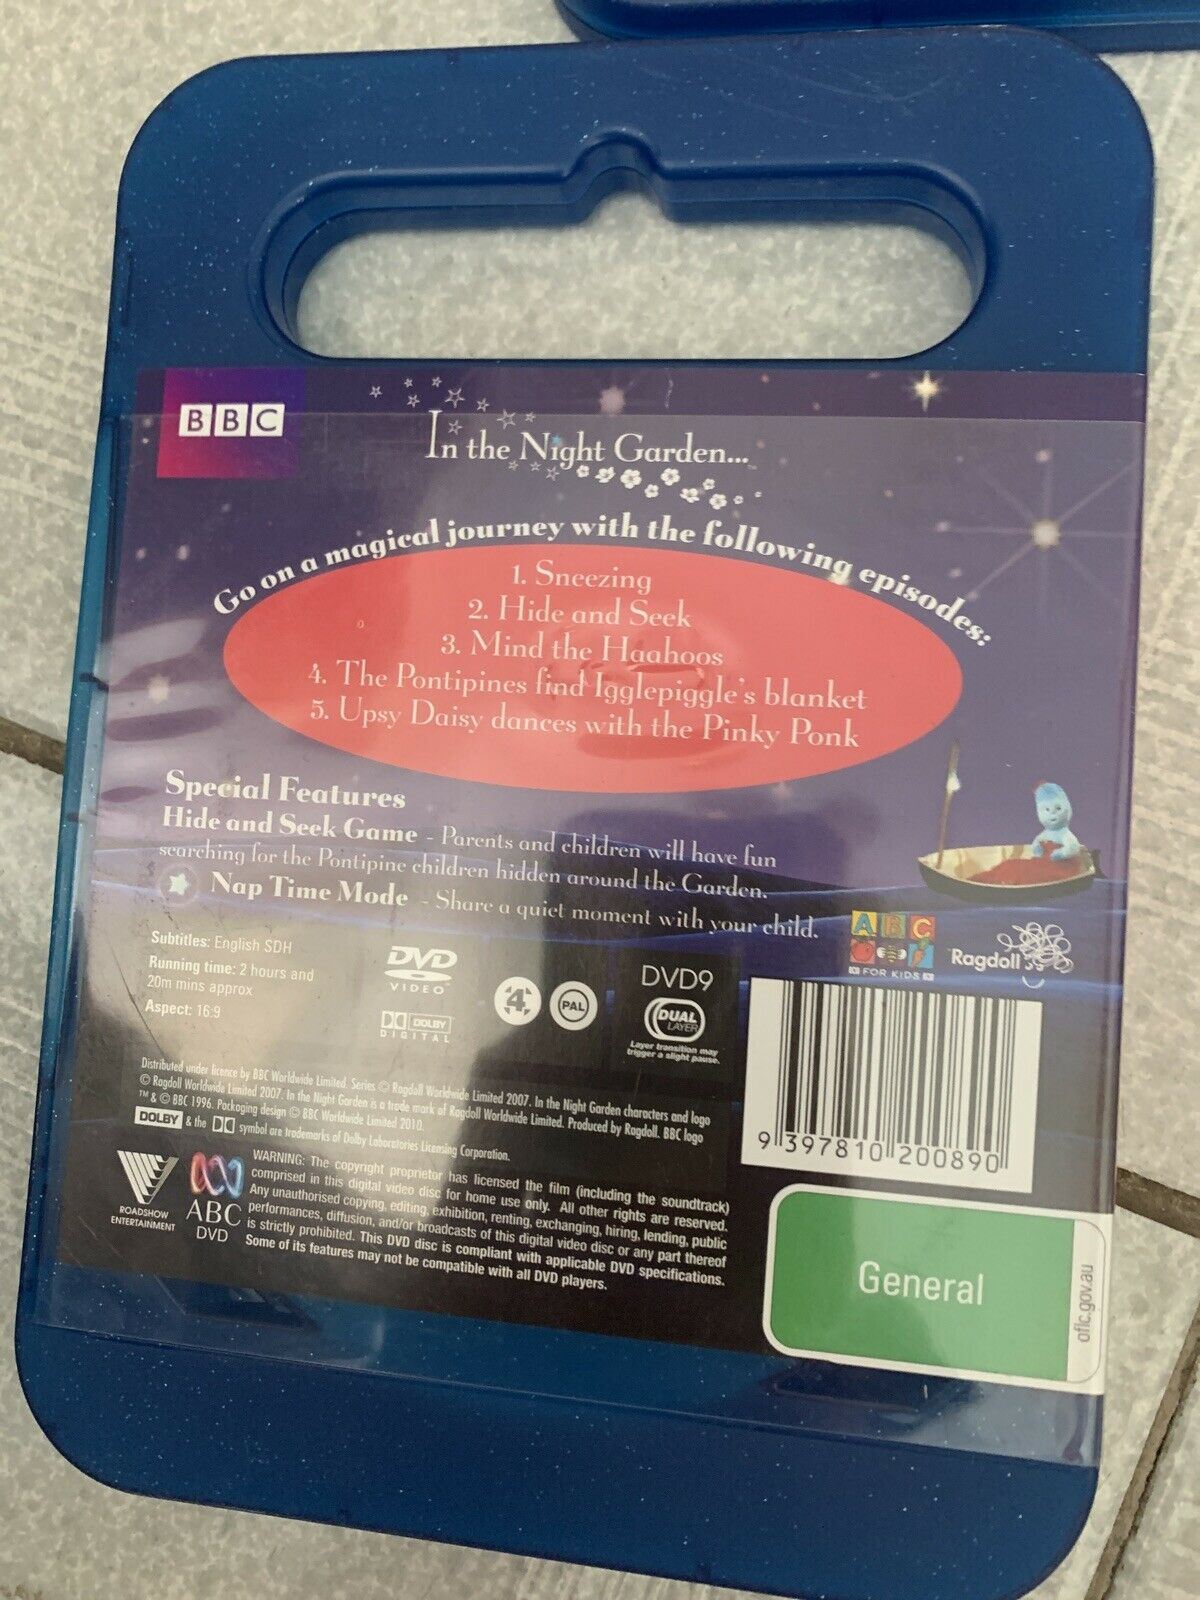 BBC
In the Night Garden...
Go on a magical journey with the following episodes:
1. Sneezing
2. Hide and Seek
3. Mind the Haahoos
4. The Pontipines find Igglepiggle's blanket
5. Upsy Daisy dances with the Pinky Ponk
Special Features
Hide and Seek Game - Parents and children will have fun
searching for the Pontipine children hidden around the Garden.
Nap Time Mode - Share a quiet moment with your child.
ABC
FOR KIDS
Ragdoll
Subtitles: English SDH
Running time: 2 hours and
20m mins approx
Aspect: 16:9
DVD
VIDEO
DOLBY
DIGITAL
4
PAL
DVD9
DUAL
LAYER
Layer transition may
trigger a slight pause.
Distributed under licence by BBC Worldwide Limited. Series © Ragdoll Worldwide Limited 2007. In the Night Garden characters and logo
© Ragdoll Worldwide Limited 2007. In the Night Garden is a trade mark of Ragdoll Worldwide Limited. Produced by Ragdoll. BBC logo
™ & © BBC 1996. Packaging design © BBC Worldwide Limited 2010.
DOLBY & the symbol are trademarks of Dolby Laboratories Licensing Corporation.
9 397810 200890
ROADSHOW
ENTERTAINMENT
ABC
DVD
WARNING: The copyright proprietor has licensed the film (including the soundtrack)
comprised in this digital video disc for home use only. All other rights are reserved.
Any unauthorised copying, editing, exhibition, renting, exchanging, hiring, lending, public
performances, diffusion, and/or broadcasts of this digital video disc or any part thereof
is strictly prohibited. This DVD disc is compliant with applicable DVD specifications.
Some of its features may not be compatible with all DVD players.
General
oflc.gov.au